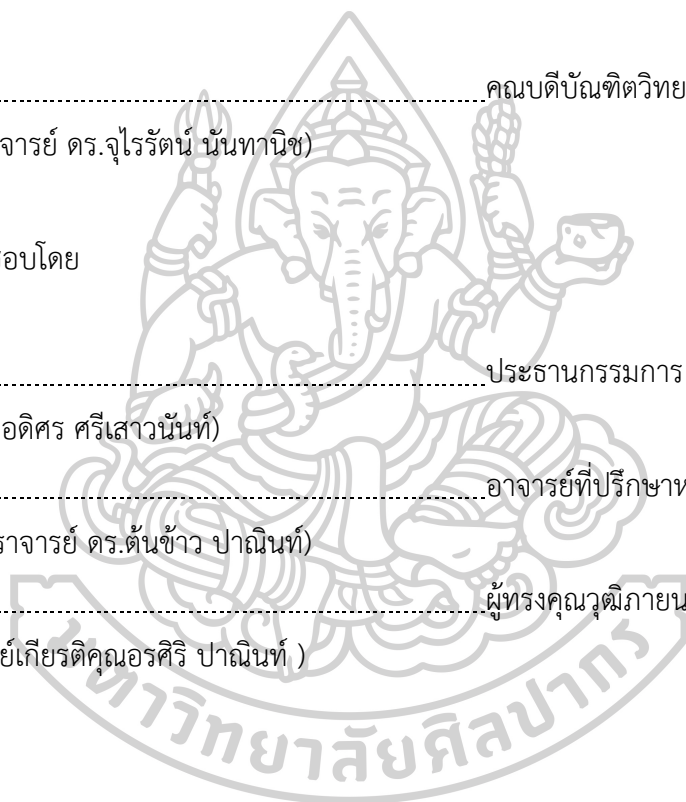 คณบดีบัณฑิตวิทย
จารย์ ดร.จุไรรัตน์ นันทานิช)
อบโดย
ประธานกรรมการ
อดิศร ศรีเสาวนันท์)
อาจารย์ที่ปรึกษาห
ราจารย์ ดร.ต้นข้าว ปาณินท์)
ผู้ทรงคุณวุฒิภายน
ย์เกียรติคุณอรศิริ ปาณินท์ )
มหาวิทยาลัยศิลปากร